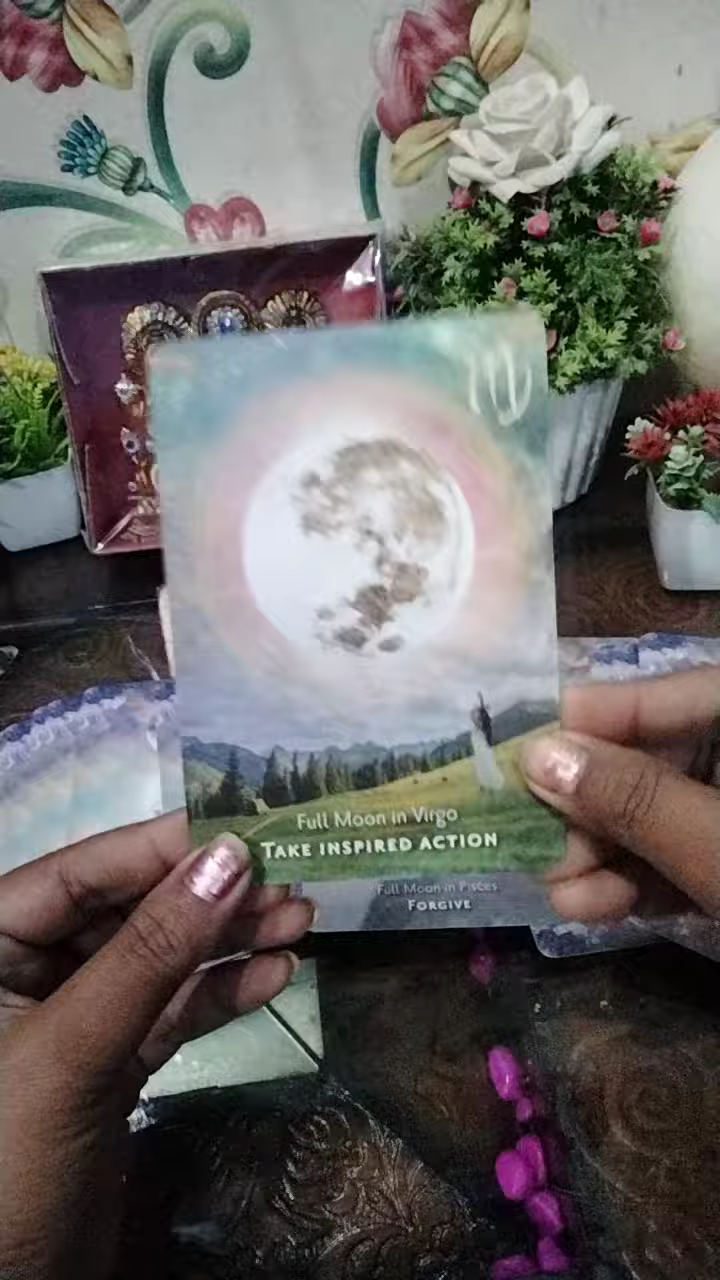 Full Moon in Virgo
TAKE INSPIRED ACTION
Full Moon in Pisces
FORGIVE